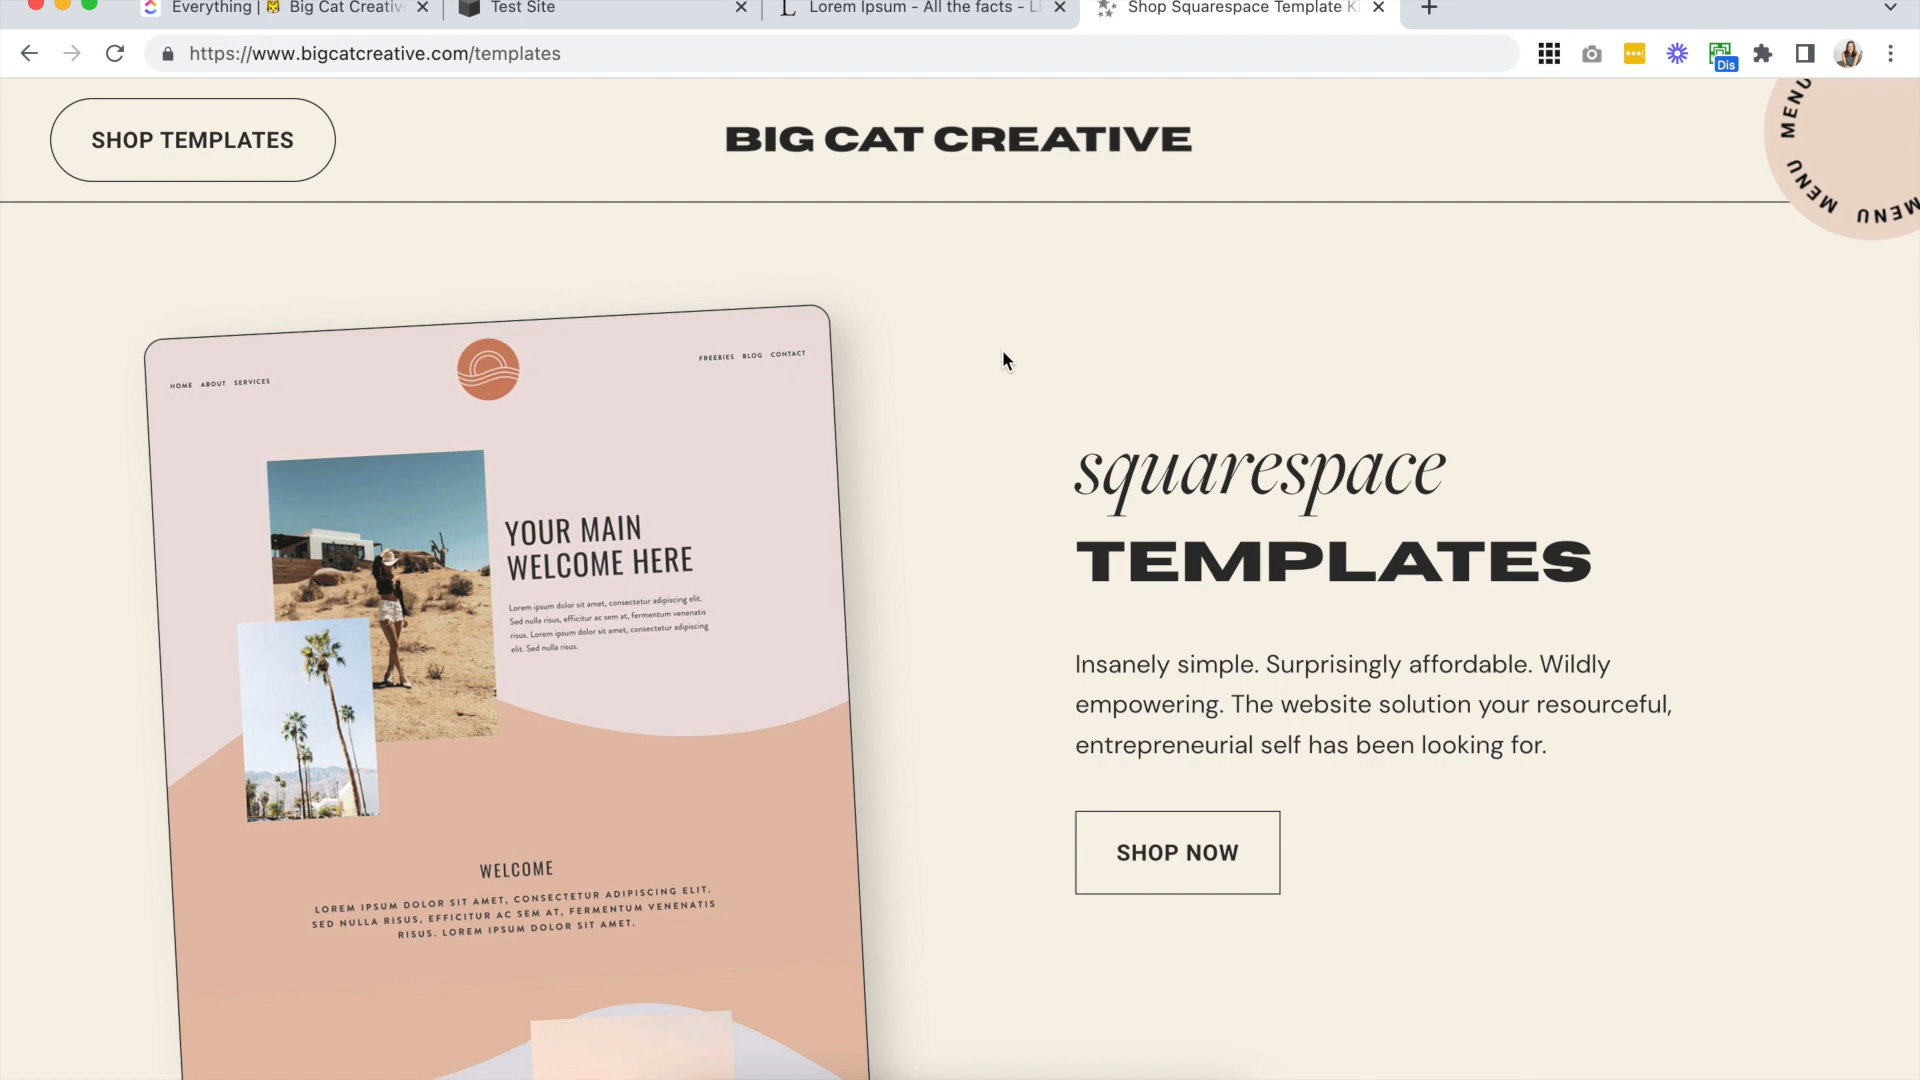 Everything | Big Cat Creativ
Test Site
Lorem Ipsum - All the facts - Li
Shop Squarespace Template Ki
https://www.bigcatcreative.com/templates
Dis
SHOP TEMPLATES
BIG CAT CREATIVE
MENU MENU MENU
HOME ABOUT SERVICES
FREEBIES BLOG CONTACT
YOUR MAIN
WELCOME HERE
Lorem ipsum dolor sit amet, consectetur adipiscing elit.
Sed nulla risus, efficitur ac sem at, fermentum venenatis
risus. Lorem ipsum dolor sit amet, consectetur adipiscing
elit. Sed nulla risus.
WELCOME
LOREM IPSUM DOLOR SIT AMET, CONSECTETUR ADIPISCING ELIT.
SED NULLA RISUS, EFFICITUR AC SEM AT, FERMENTUM VENENATIS
RISUS. LOREM IPSUM DOLOR SIT AMET.
squarespace
TEMPLATES
Insanely simple. Surprisingly affordable. Wildly
empowering. The website solution your resourceful,
entrepreneurial self has been looking for.
SHOP NOW